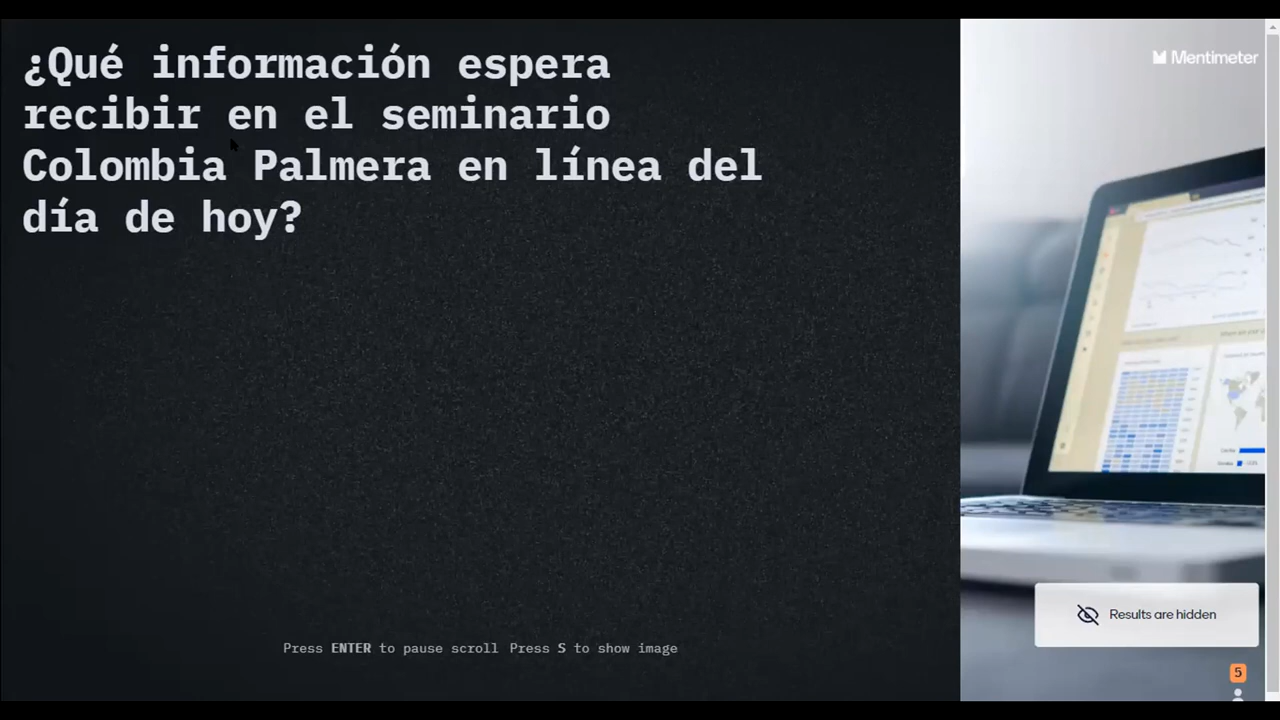 ¿Qué información espera
recibir en el seminario
Colombia Palmera en línea del
día de hoy?
Mentimeter
Results are hidden
Press ENTER to pause scroll Press S to show image
5